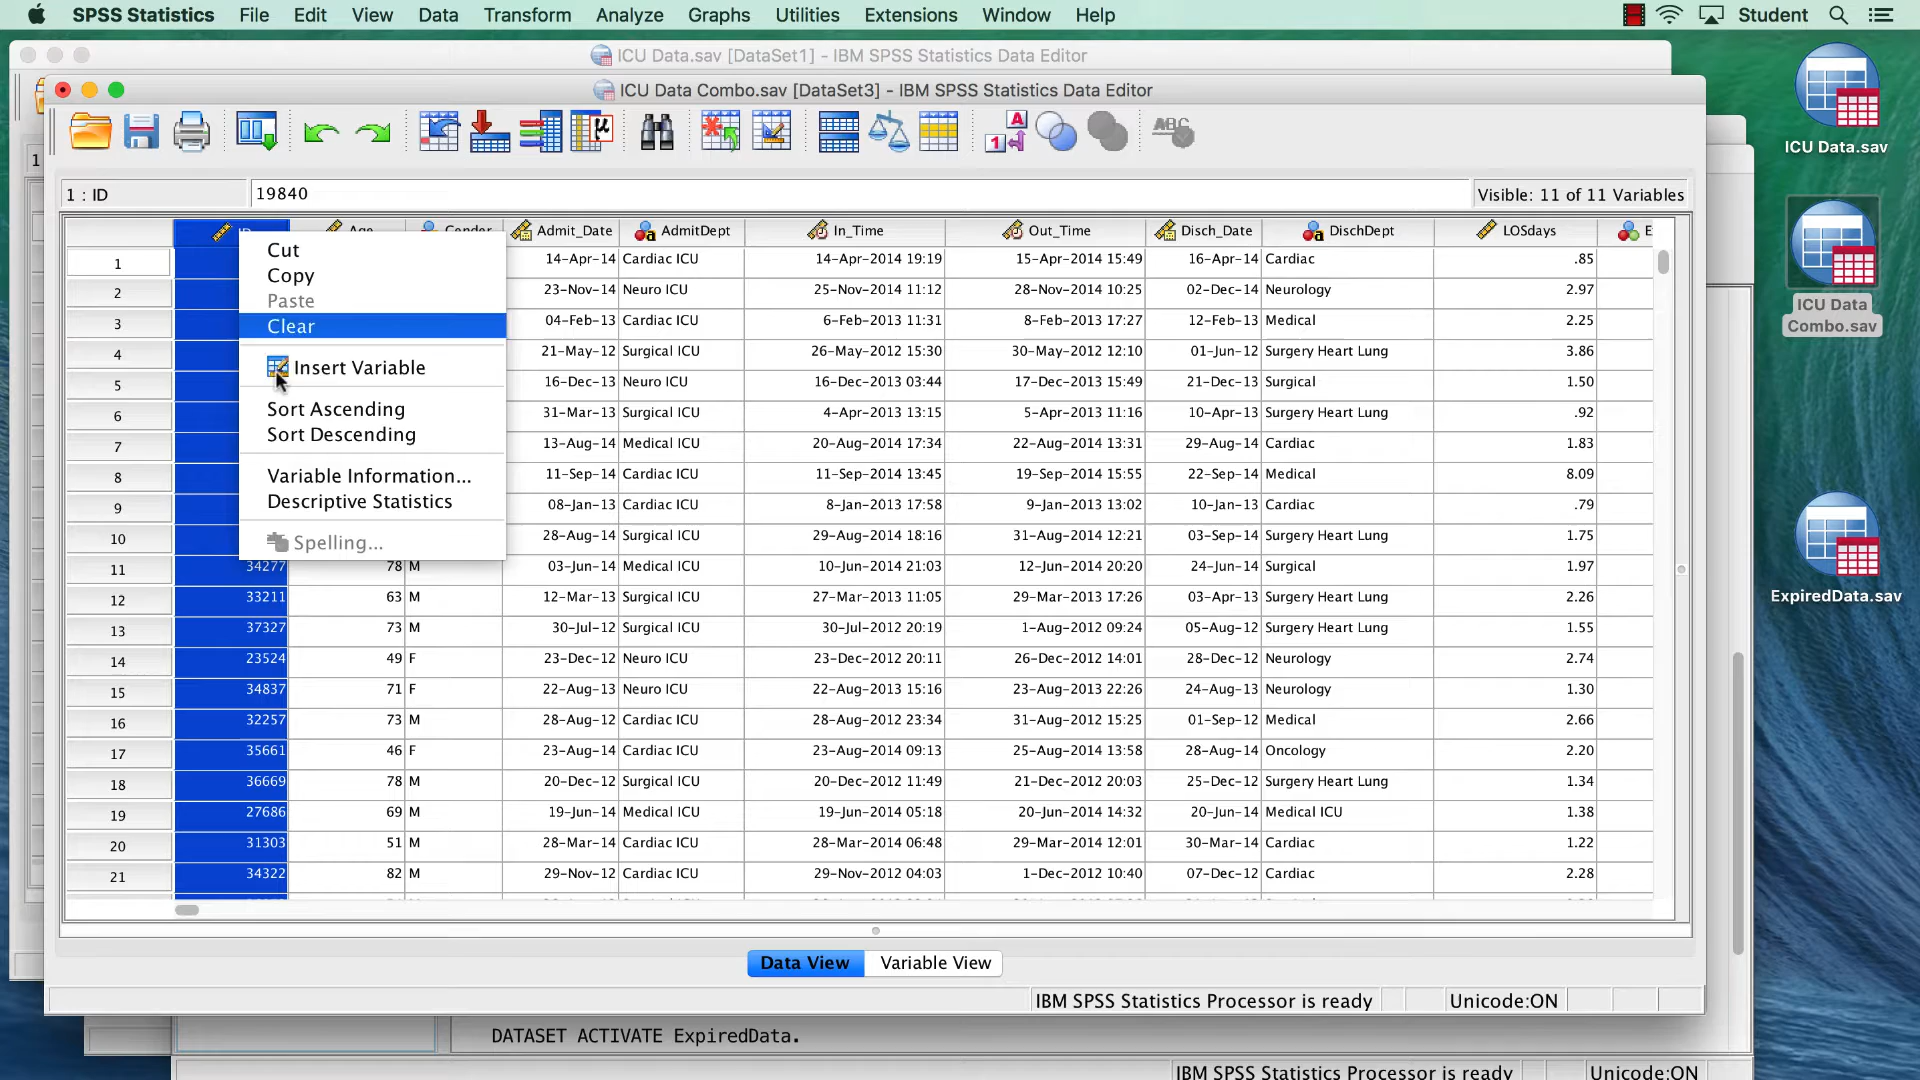 SPSS Statistics File Edit View Data Transform Analyze Graphs Utilities Extensions Window Help Student
ICU Data.sav [DataSet1] - IBM SPSS Statistics Data Editor
ICU Data Combo.sav [DataSet3] - IBM SPSS Statistics Data Editor
1 : ID 19840 Visible: 11 of 11 Variables
Admit_Date AdmitDept In_Time Out_Time Disch_Date DischDept LOSdays
1 14-Apr-14 Cardiac ICU 14-Apr-2014 19:19 15-Apr-2014 15:49 16-Apr-14 Cardiac .85
2 23-Nov-14 Neuro ICU 25-Nov-2014 11:12 28-Nov-2014 10:25 02-Dec-14 Neurology 2.97
3 04-Feb-13 Cardiac ICU 6-Feb-2013 11:31 8-Feb-2013 17:27 12-Feb-13 Medical 2.25
4 21-May-12 Surgical ICU 26-May-2012 15:30 30-May-2012 12:10 01-Jun-12 Surgery Heart Lung 3.86
5 16-Dec-13 Neuro ICU 16-Dec-2013 03:44 17-Dec-2013 15:49 21-Dec-13 Surgical 1.50
6 31-Mar-13 Surgical ICU 4-Apr-2013 13:15 5-Apr-2013 11:16 10-Apr-13 Surgery Heart Lung .92
7 13-Aug-14 Medical ICU 20-Aug-2014 17:34 22-Aug-2014 13:31 29-Aug-14 Cardiac 1.83
8 11-Sep-14 Cardiac ICU 11-Sep-2014 13:45 19-Sep-2014 15:55 22-Sep-14 Medical 8.09
9 08-Jan-13 Cardiac ICU 8-Jan-2013 17:58 9-Jan-2013 13:02 10-Jan-13 Cardiac .79
10 28-Aug-14 Surgical ICU 29-Aug-2014 18:16 31-Aug-2014 12:21 03-Sep-14 Surgery Heart Lung 1.75
11 34277 78 M 03-Jun-14 Medical ICU 10-Jun-2014 21:03 12-Jun-2014 20:20 24-Jun-14 Surgical 1.97
12 33211 63 M 12-Mar-13 Surgical ICU 27-Mar-2013 11:05 29-Mar-2013 17:26 03-Apr-13 Surgery Heart Lung 2.26
13 37327 73 M 30-Jul-12 Surgical ICU 30-Jul-2012 20:19 1-Aug-2012 09:24 05-Aug-12 Surgery Heart Lung 1.55
14 23524 49 F 23-Dec-12 Neuro ICU 23-Dec-2012 20:11 26-Dec-2012 14:01 28-Dec-12 Neurology 2.74
15 34837 71 F 22-Aug-13 Neuro ICU 22-Aug-2013 15:16 23-Aug-2013 22:26 24-Aug-13 Neurology 1.30
16 32257 73 M 28-Aug-12 Cardiac ICU 28-Aug-2012 23:34 31-Aug-2012 15:25 01-Sep-12 Medical 2.66
17 35661 46 F 23-Aug-14 Cardiac ICU 23-Aug-2014 09:13 25-Aug-2014 13:58 28-Aug-14 Oncology 2.20
18 36669 78 M 20-Dec-12 Surgical ICU 20-Dec-2012 11:49 21-Dec-2012 20:03 25-Dec-12 Surgery Heart Lung 1.34
19 27686 69 M 19-Jun-14 Medical ICU 19-Jun-2014 05:18 20-Jun-2014 14:32 20-Jun-14 Medical ICU 1.38
20 31303 51 M 28-Mar-14 Cardiac ICU 28-Mar-2014 06:48 29-Mar-2014 12:01 30-Mar-14 Cardiac 1.22
21 34322 82 M 29-Nov-12 Cardiac ICU 29-Nov-2012 04:03 1-Dec-2012 10:40 07-Dec-12 Cardiac 2.28
Cut
Copy
Paste
Clear
Insert Variable
Sort Ascending
Sort Descending
Variable Information...
Descriptive Statistics
Spelling...
Data View Variable View
IBM SPSS Statistics Processor is ready Unicode:ON
DATASET ACTIVATE ExpiredData.
IBM SPSS Statistics Processor is ready Unicode:ON
ICU Data.sav
ICU Data
Combo.sav
ExpiredData.sav